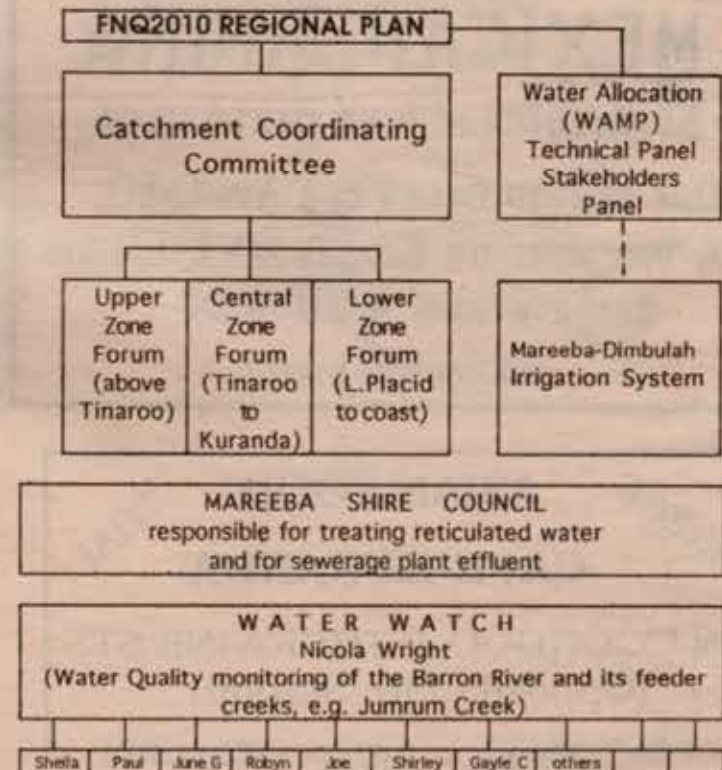 FNQ2010 REGIONAL PLAN
Catchment Coordinating
Committee
Water Allocation
(WAMP)
Technical Panel
Stakeholders
Panel
Upper
Zone
Forum
(above
Tinaroo)
Central
Zone
Forum
(Tinaroo
to
Kuranda)
Lower
Zone
Forum
(L.Placid
to coast)
Mareeba-Dimbulah
Irrigation System
MAREEBA SHIRE COUNCIL
responsible for treating reticulated water
and for sewerage plant effluent
WATER WATCH
Nicola Wright
(Water Quality monitoring of the Barron River and its feeder
creeks, e.g. Jumrum Creek)
Sheila Paul June G Robyn Joe Shirley Gayle C others